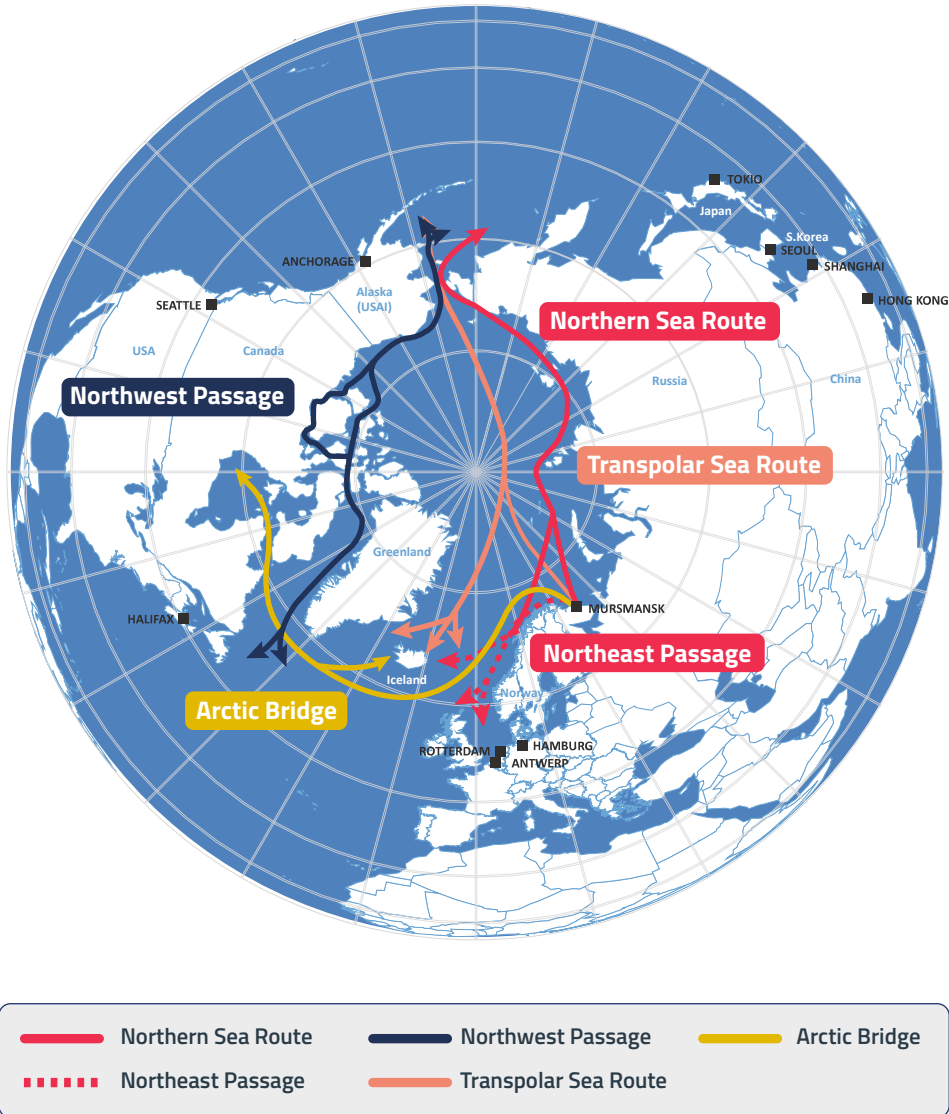 TOKIO
Japan
S.Korea
SEOUL
SHANGHAI
ANCHORAGE
HONG KONG
Alaska
(USAI)
SEATTLE
Northern Sea Route
USA
Canada
Russia
China
Northwest Passage
Transpolar Sea Route
Greenland
MURSMANSK
HALIFAX
Northeast Passage
Iceland
Norway
Arctic Bridge
ROTTERDAM
HAMBURG
ANTWERP
Northern Sea Route
Northwest Passage
Arctic Bridge
Northeast Passage
Transpolar Sea Route